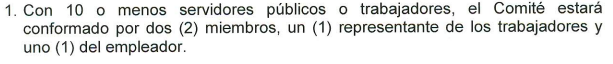 1. Con 10 o menos servidores públicos o trabajadores, el Comité estará
conformado por dos (2) miembros, un (1) representante de los trabajadores y
uno (1) del empleador.